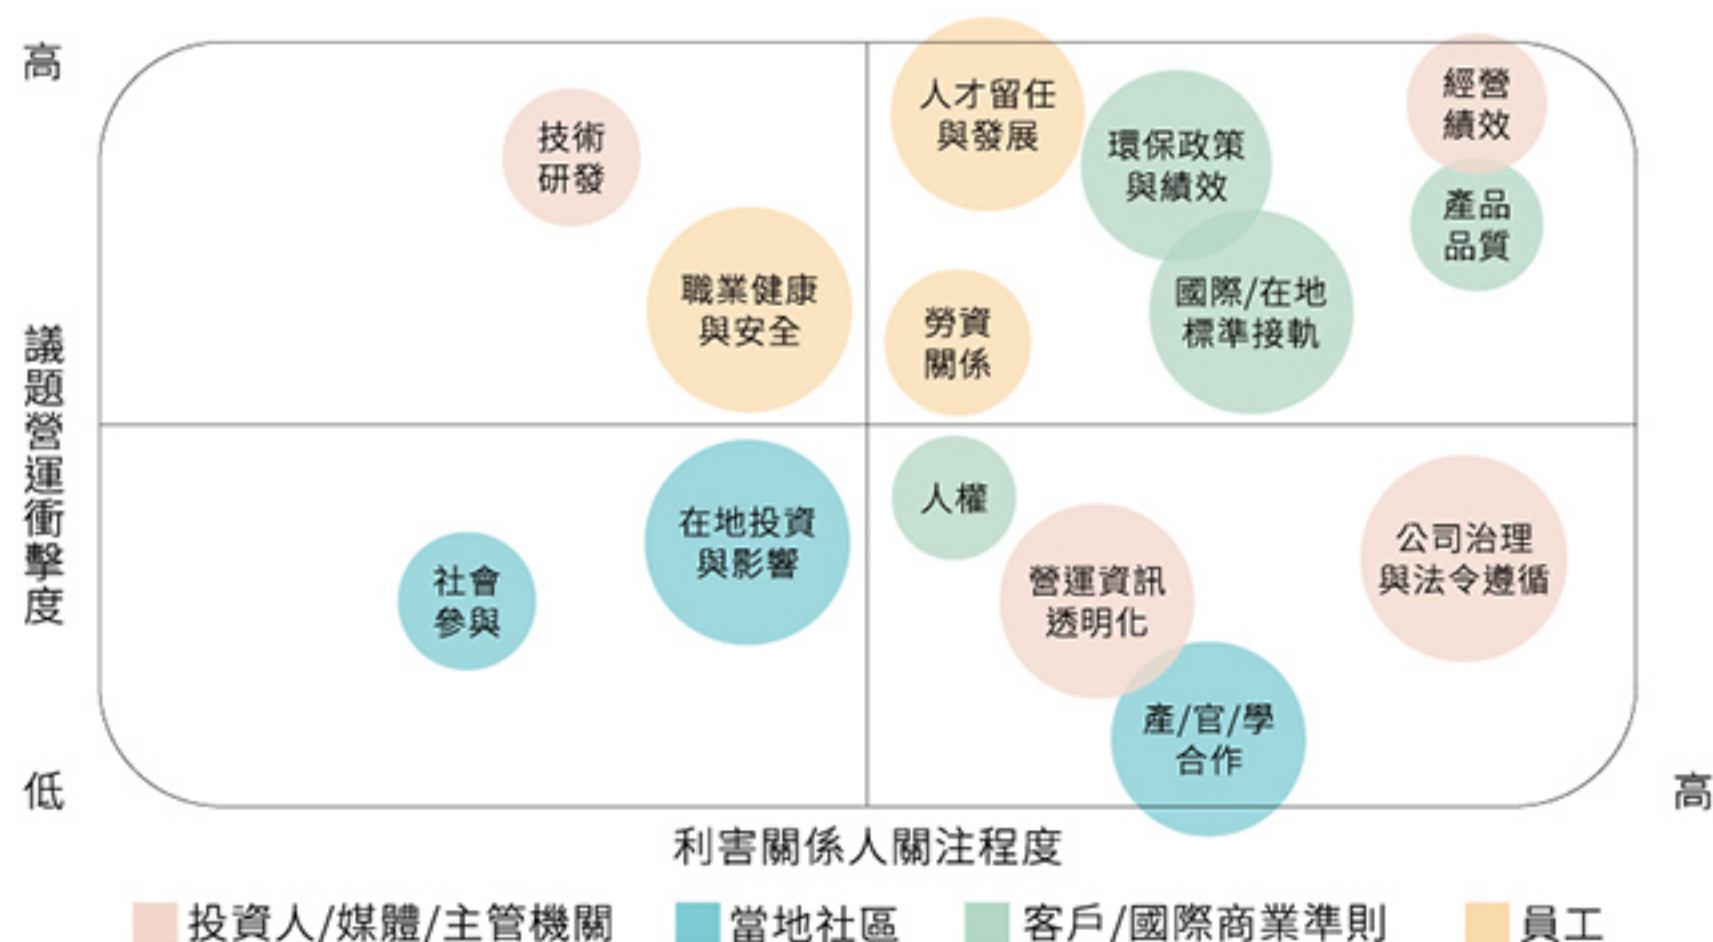 高
人才留任
與發展
經營
績效
技術
研發
環保政策
與績效
產品
品質
職業健康
與安全
勞資
關係
國際/在地
標準接軌
議題營運衝擊度
人權
在地投資
與影響
公司治理
與法令遵循
社會
參與
營運資訊
透明化
產/官/學
合作
低
高
利害關係人關注程度
投資人/媒體/主管機關
當地社區
客戶/國際商業準則
員工